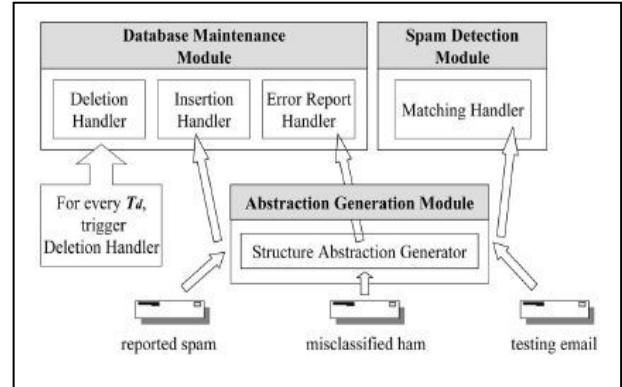 Database Maintenance
Module
Deletion
Handler
Insertion
Handler
Error Report
Handler
Spam Detection
Module
Matching Handler
For every Td,
trigger
Deletion Handler
Abstraction Generation Module
Structure Abstraction Generator
reported spam
misclassified ham
testing email